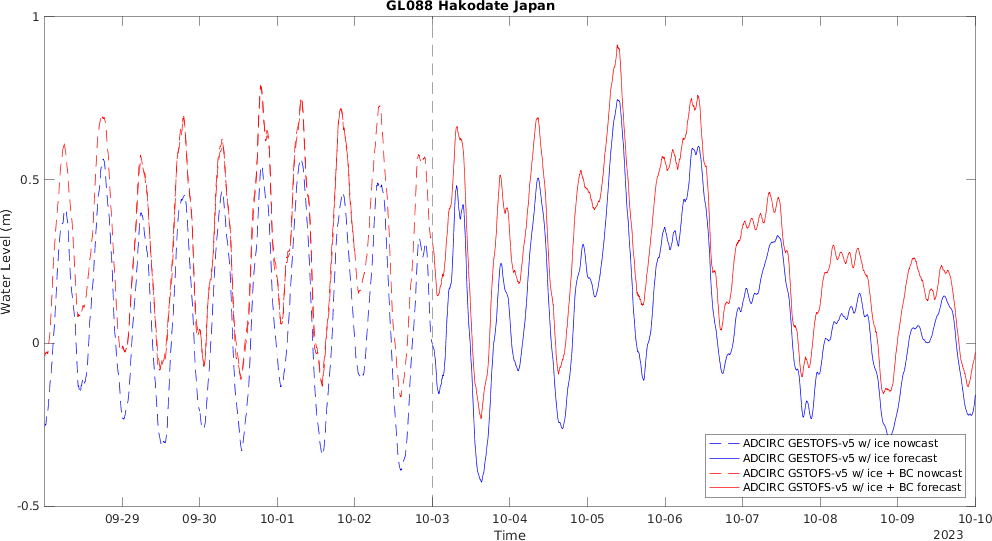 GL088 Hakodate Japan
Water Level (m)
1
0.5
0
-0.5
ADCIRC GESTOFS-v5 w/ ice nowcast
ADCIRC GESTOFS-v5 w/ ice forecast
ADCIRC GSTOFS-v5 w/ ice + BC nowcast
ADCIRC GSTOFS-v5 w/ ice + BC forecast
09-29 09-30 10-01 10-02 10-03 10-04 10-05 10-06 10-07 10-08 10-09 10-10
Time
2023